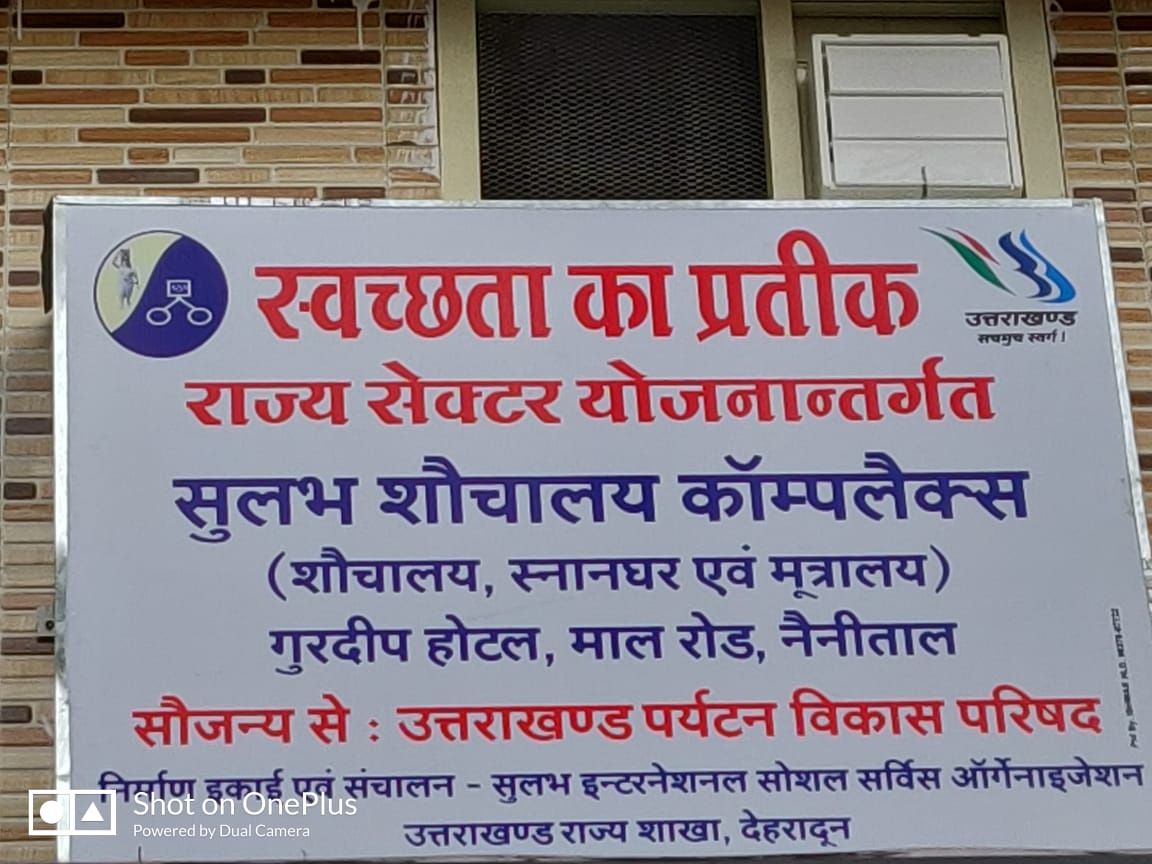 स्वच्छता का प्रतीक
उत्तराखण्ड
सचमुच स्वर्ग।
राज्य सेक्टर योजनान्तर्गत
सुलभ शौचालय कॉम्पलैक्स
(शौचालय, स्नानघर एवं मूत्रालय)
गुरदीप होटल, माल रोड, नैनीताल
सौजन्य से : उत्तराखण्ड पर्यटन विकास परिषद
निर्माण इकाई एवं संचालन - सुलभ इन्टरनेशनल सोशल सर्विस ऑर्गेनाइजेशन
उत्तराखण्ड राज्य शाखा, देहरादून
Shot on OnePlus
Powered by Dual Camera